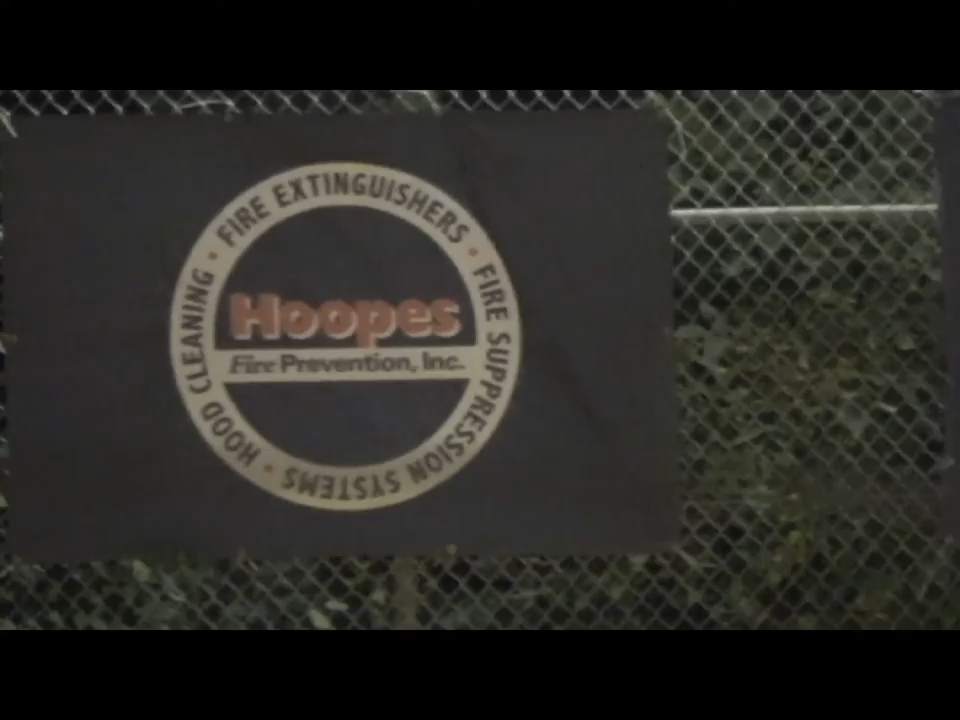 FIRE EXTINGUISHERS • FIRE SUPPRESSION SYSTEMS • HOOD CLEANING •
Hoopes
Fire Prevention, Inc.